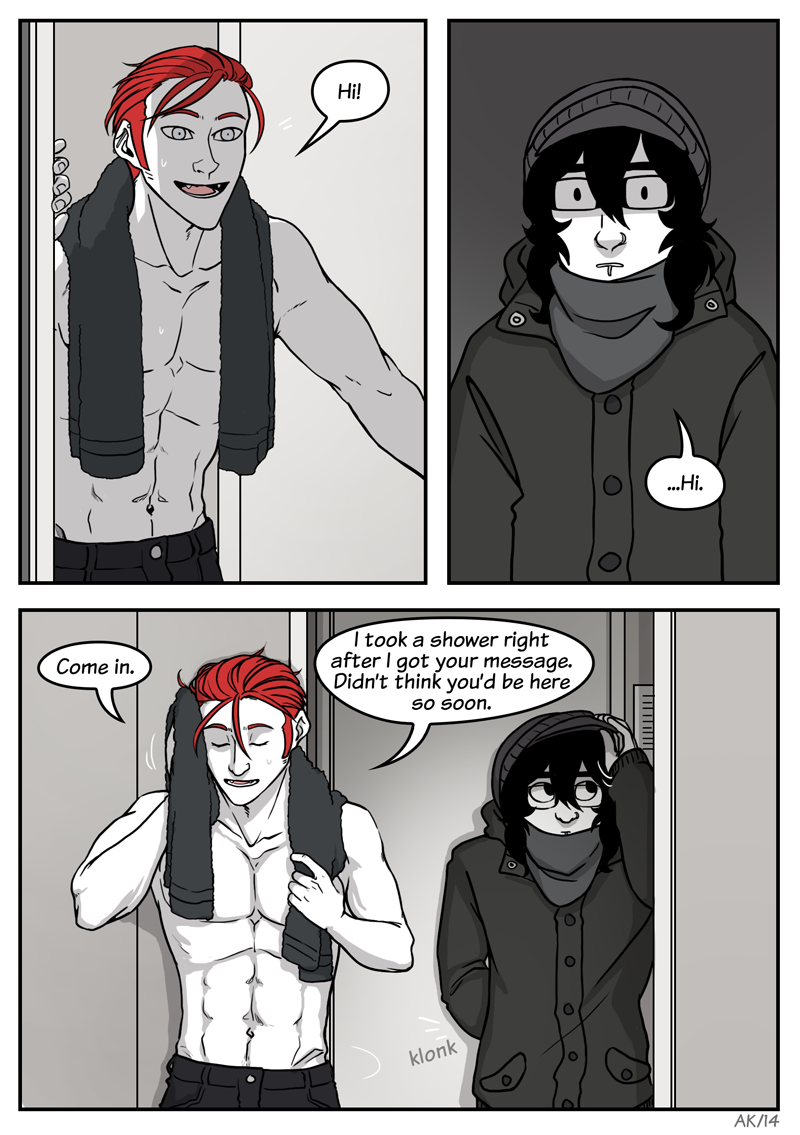 Hi!
...Hi.
Come in.
I took a shower right
after I got your message.
Didn't think you'd be here
so soon.
klonk
AK/14